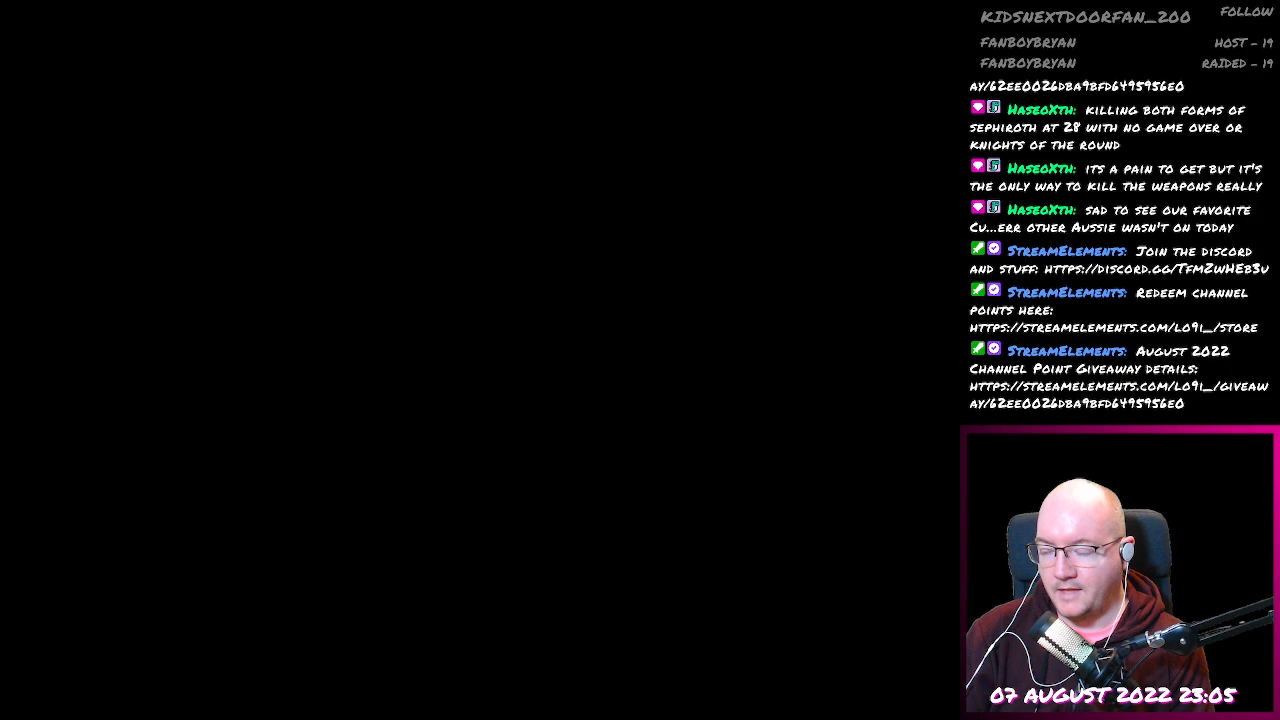 KIDSNEXTDOORFAN_200 FOLLOW
FANBOYBRYAN HOST - 19
FANBOYBRYAN RAIDED - 19
AY/62EE0026DBA9BFD6495956E0
HaseoXth: KILLING BOTH FORMS OF
SEPHIROTH AT 28 WITH NO GAME OVER OR
KNIGHTS OF THE ROUND
HaseoXth: ITS A PAIN TO GET BUT IT'S
THE ONLY WAY TO KILL THE WEAPONS REALLY
HaseoXth: SAD TO SEE OUR FAVORITE
CU...ERR OTHER AUSSIE WASN'T ON TODAY
StreamElements: JOIN THE DISCORD
AND STUFF: HTTPS://DISCORD.GG/TFMZWHEB3U
StreamElements: REDEEM CHANNEL
POINTS HERE:
HTTPS://STREAMELEMENTS.COM/LO9I_/STORE
StreamElements: AUGUST 2022
CHANNEL POINT GIVEAWAY DETAILS:
HTTPS://STREAMELEMENTS.COM/LO9I_/GIVEAW
AY/62EE0026DBA9BFD6495956E0
07 AUGUST 2022 23:05